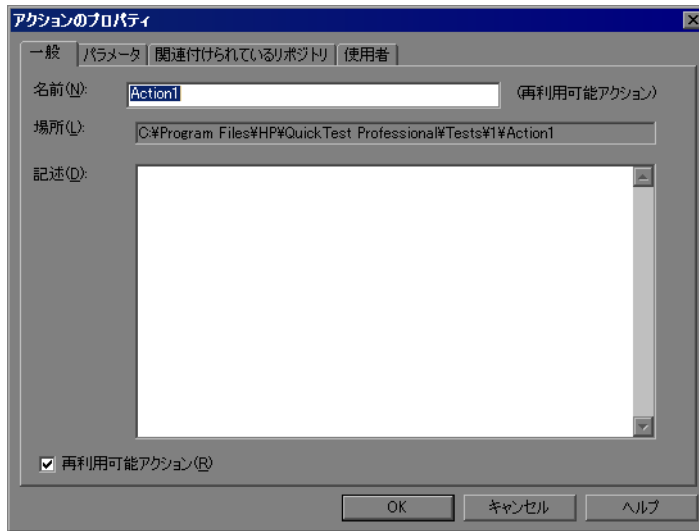 アクションのプロパティ
一般 パラメータ 関連付けられているリポジトリ 使用者
名前(N): Action1 (再利用可能アクション)
場所(L): C:¥Program Files¥HP¥QuickTest Professional¥Tests¥1¥Action1
記述(D):
再利用可能アクション(R)
OK キャンセル ヘルプ